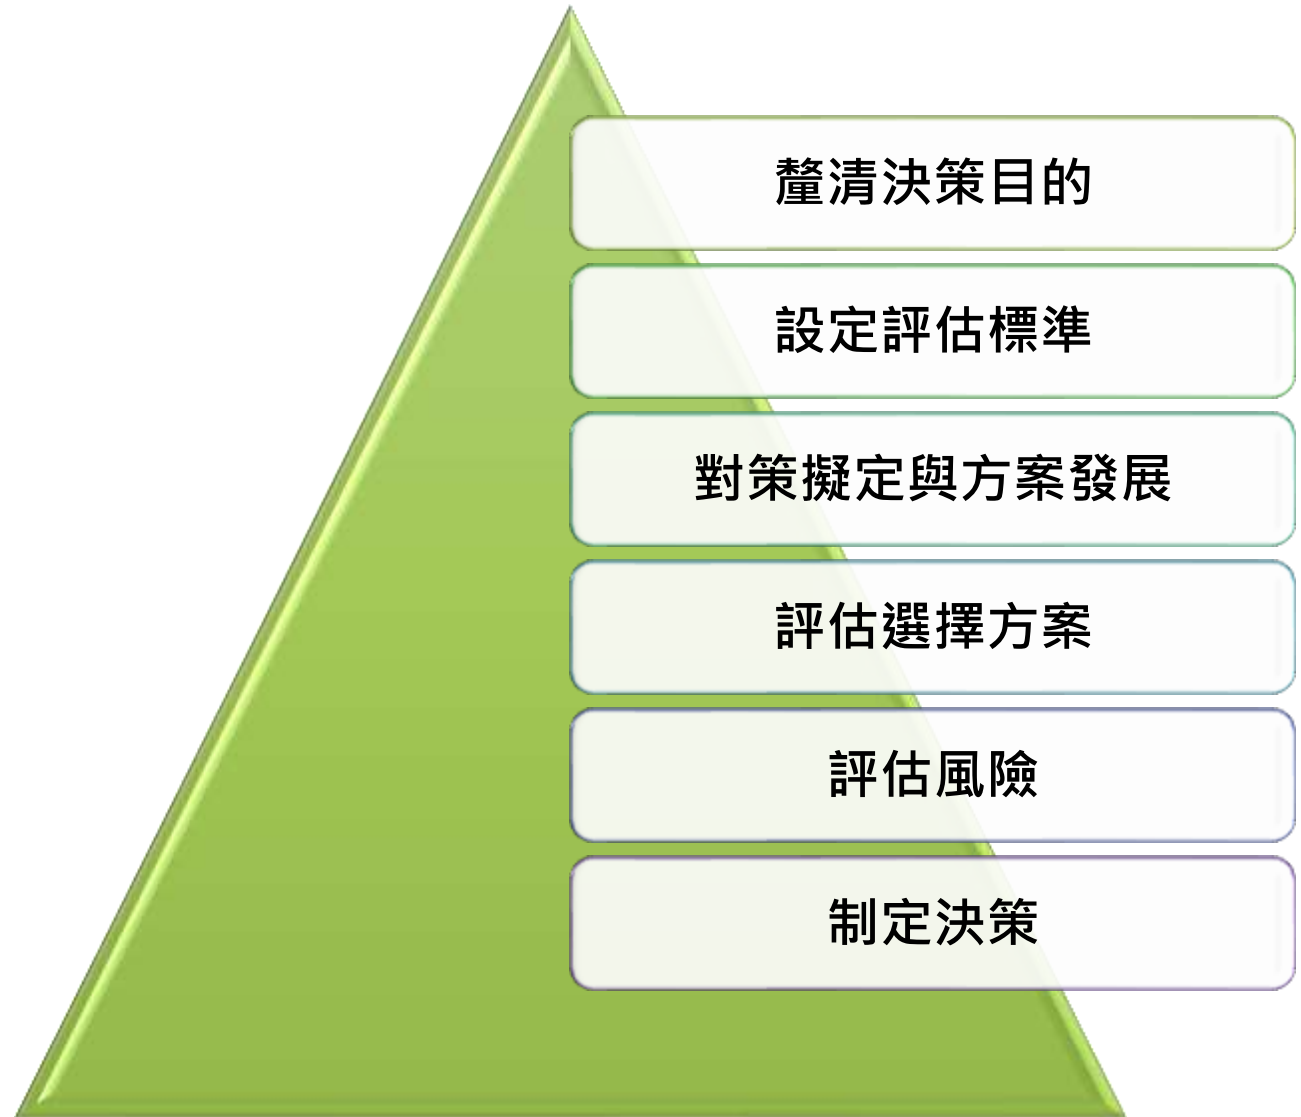 釐清決策目的
設定評估標準
對策擬定與方案發展
評估選擇方案
評估風險
制定決策